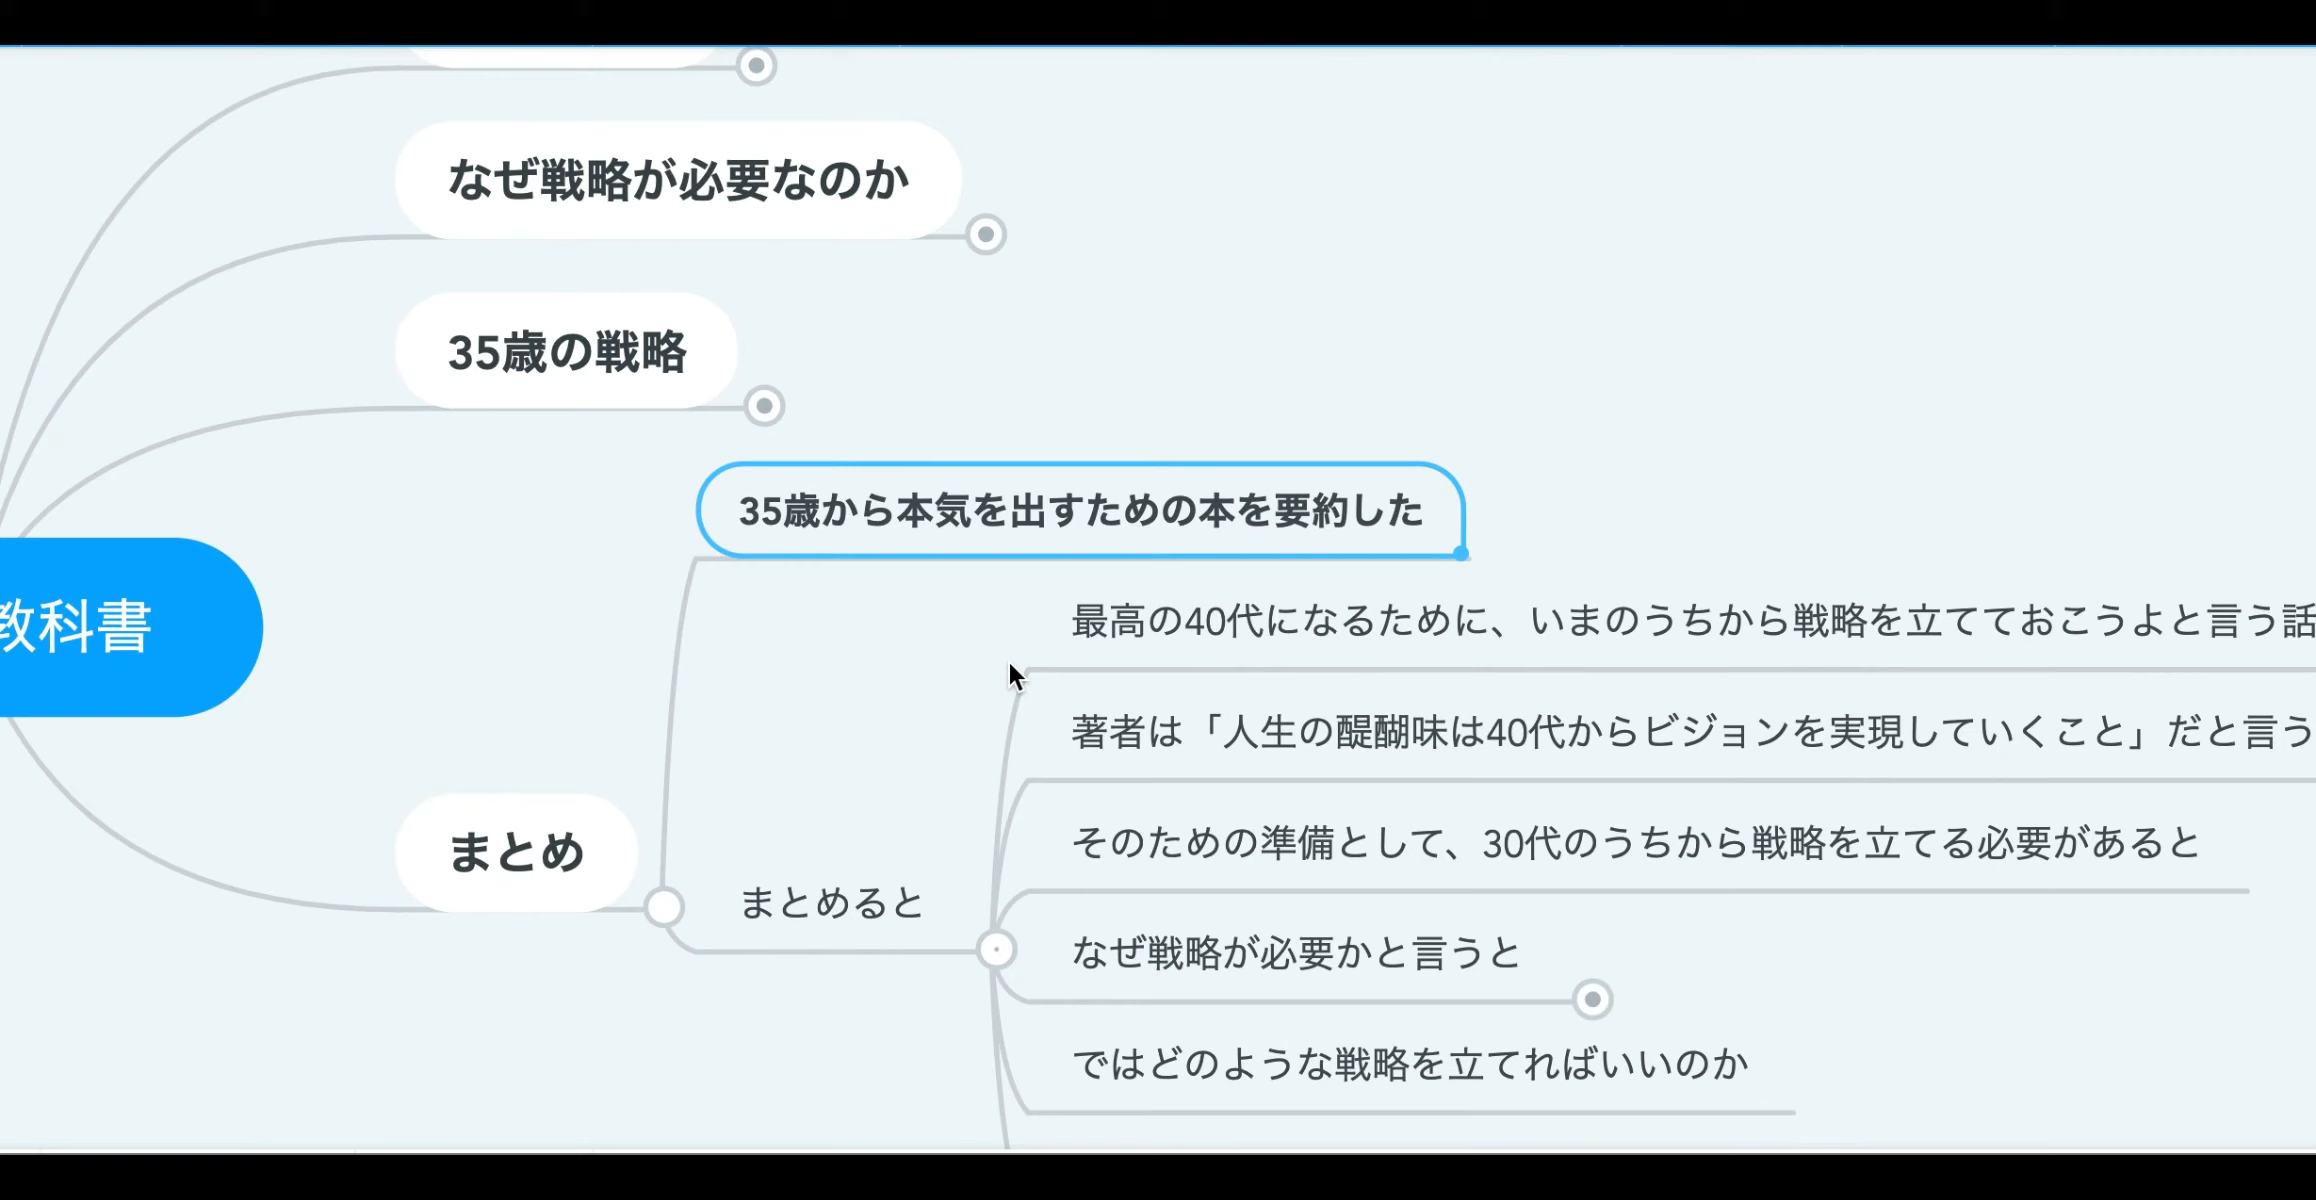 なぜ戦略が必要なのか
35歳の戦略
35歳から本気を出すための本を要約した
教科書
最高の40代になるために、いまのうちから戦略を立てておこうよと言う話
著者は「人生の醍醐味は40代からビジョンを実現していくこと」だと言う
そのための準備として、30代のうちから戦略を立てる必要があると
まとめ
まとめると
なぜ戦略が必要かと言うと
ではどのような戦略を立てればいいのか